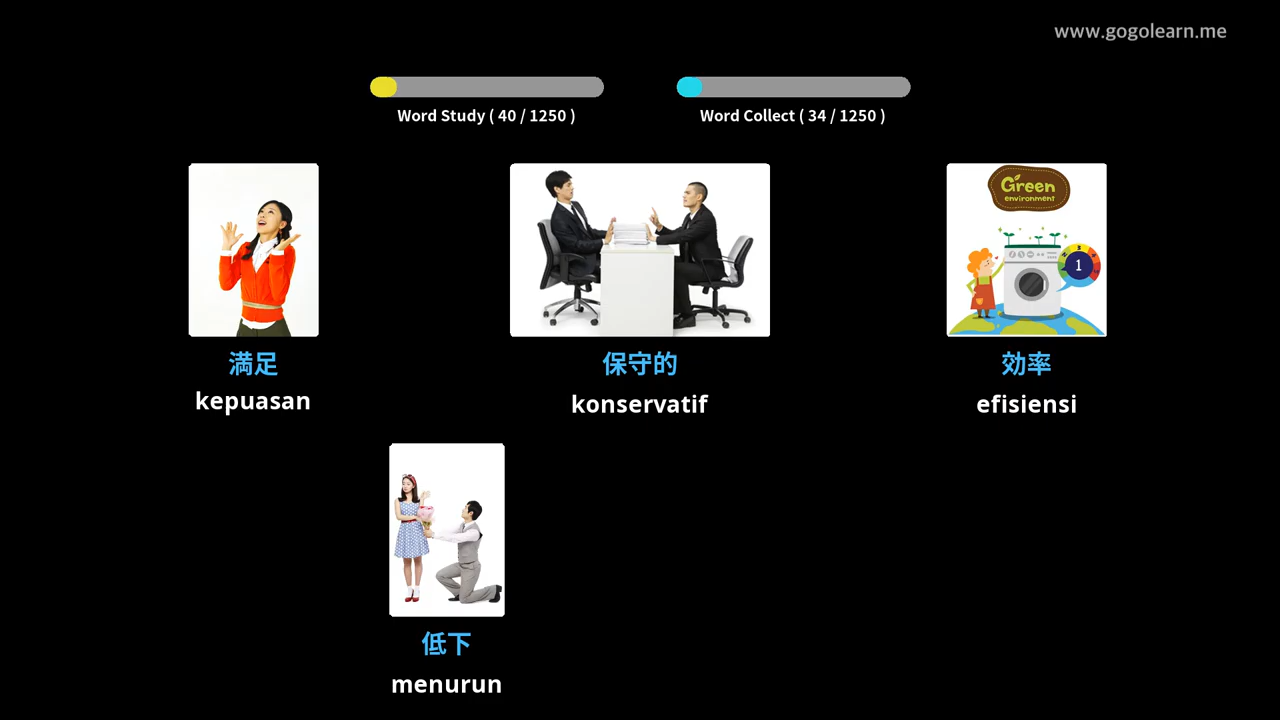 www.gogolearn.me
Word Study ( 40 / 1250 )
Word Collect ( 34 / 1250 )
Green
environment
1
満足
kepuasan
保守的
konservatif
効率
efisiensi
低下
menurun